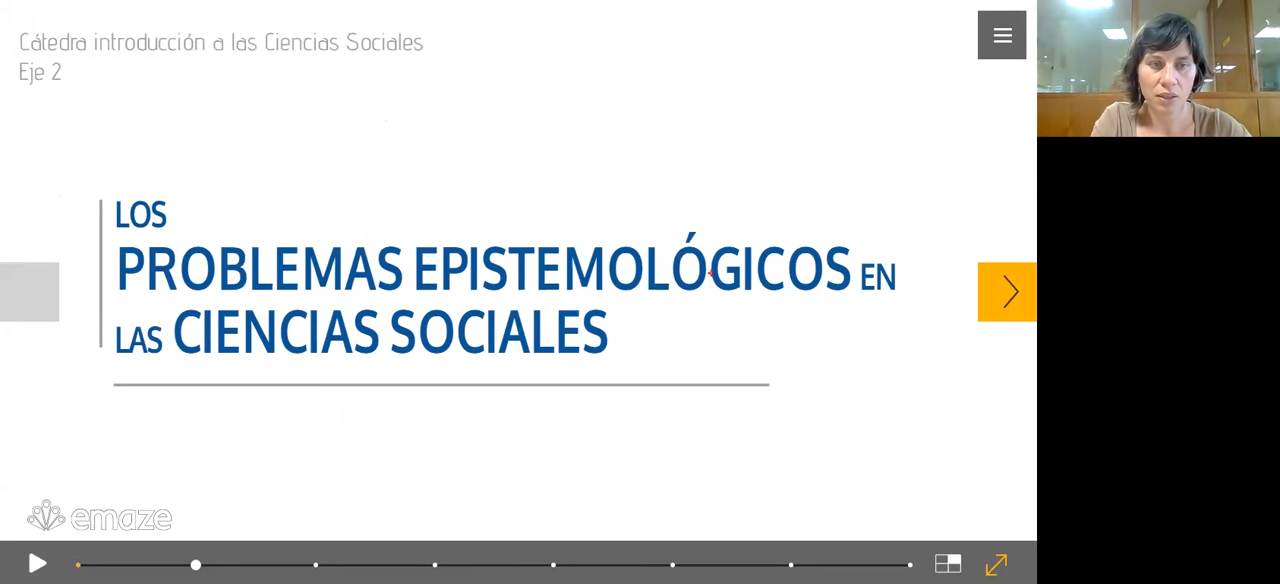 Cátedra introducción a las Ciencias Sociales
Eje 2
LOS
PROBLEMAS EPISTEMOLÓGICOS EN
LAS CIENCIAS SOCIALES
emaze